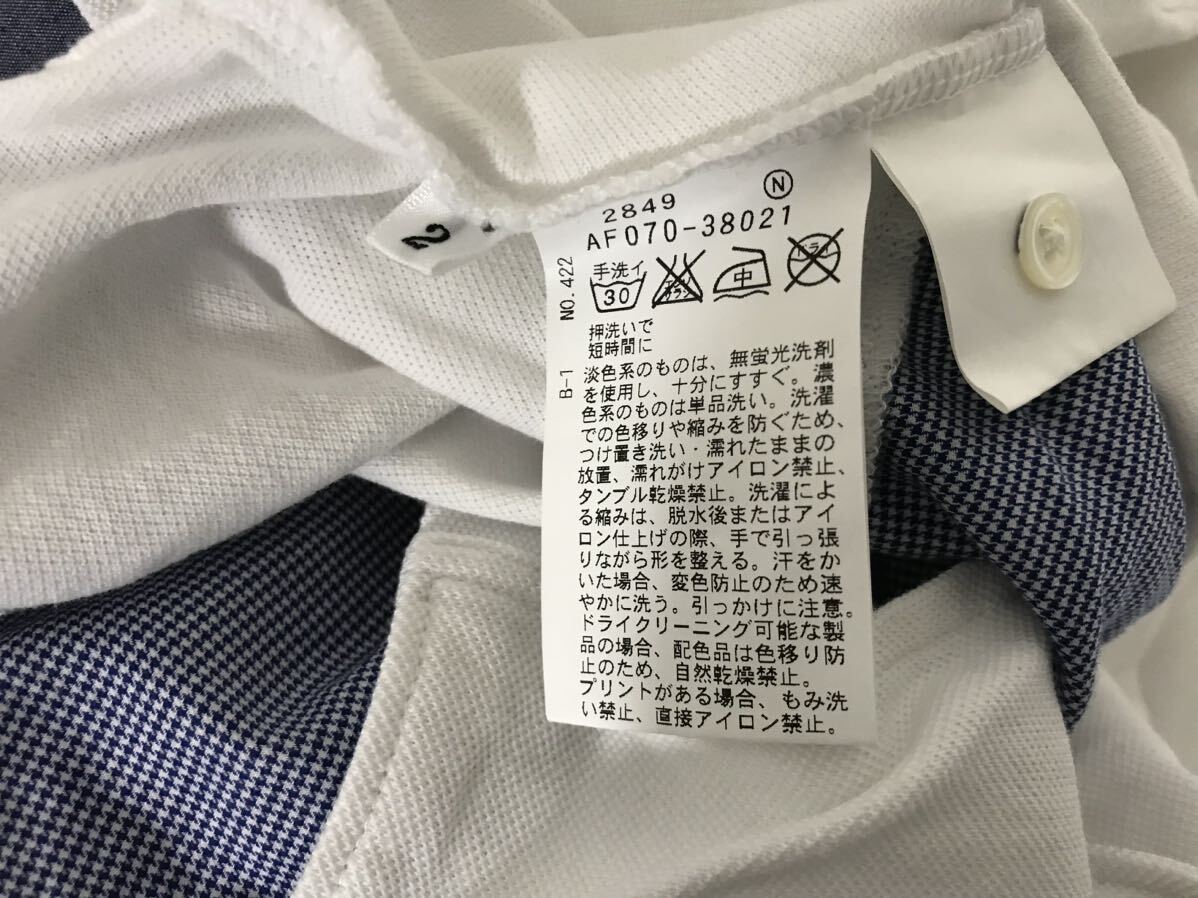 2
2849 Ⓝ
AF070-38021
NO. 422
手洗イ
30
エンソ
サラシ
中
ドライ
押洗いで
短時間に
B-1
淡色系のものは、無蛍光洗剤
を使用し、十分にすすぐ。濃
色系のものは単品洗い。洗濯
での色移りや縮みを防ぐため、
つけ置き洗い・濡れたままの
放置、濡れがけアイロン禁止、
タンブル乾燥禁止。洗濯によ
る縮みは、脱水後またはアイ
ロン仕上げの際、手で引っ張
りながら形を整える。汗をか
いた場合、変色防止のため速
やかに洗う。引っかけに注意。
ドライクリーニング可能な製
品の場合、配色品は色移り防
止のため、自然乾燥禁止。
プリントがある場合、もみ洗
い禁止、直接アイロン禁止。